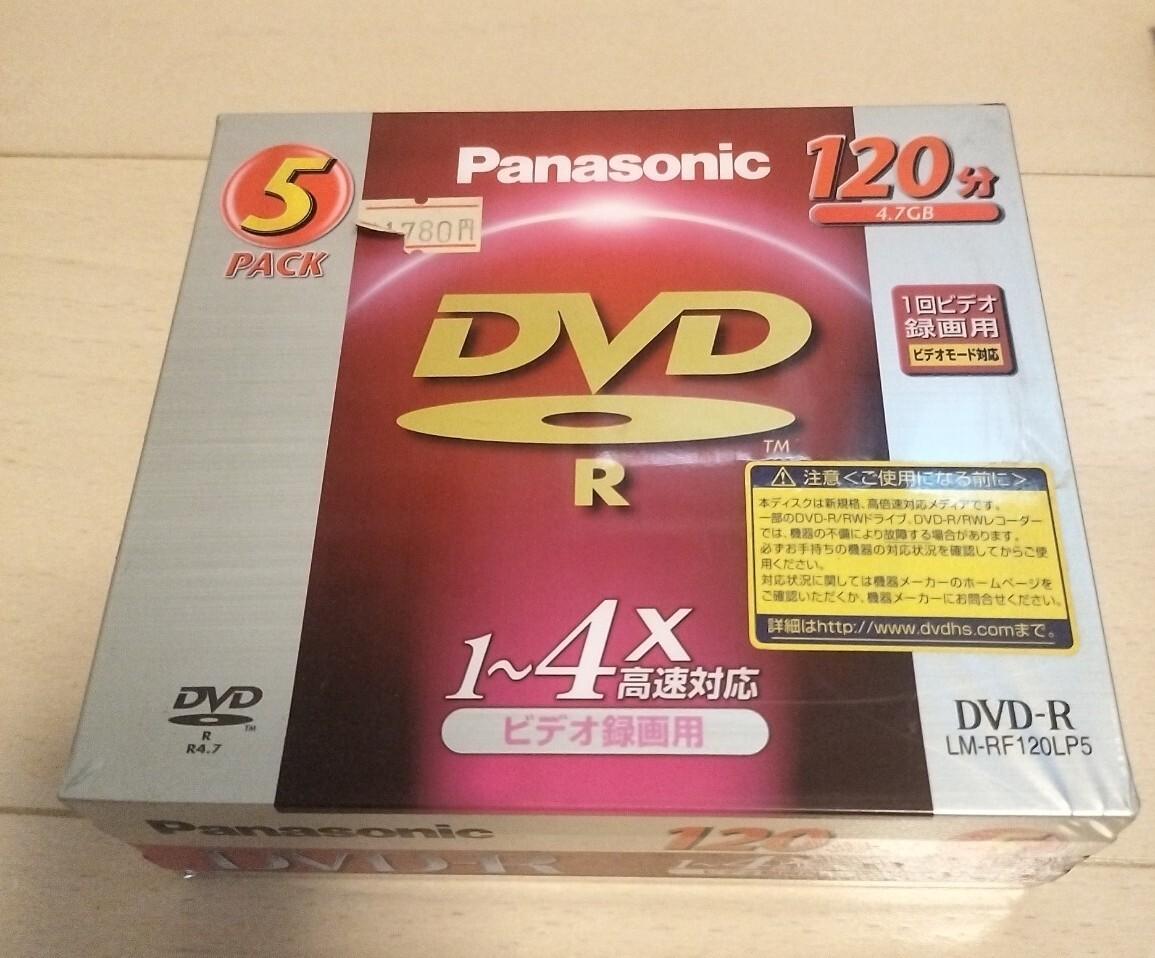 5
PACK
Panasonic
120分
4.7GB
1780円
1回ビデオ
録画用
ビデオモード対応
DVD
TM
R
注意<ご使用になる前に>
本ディスクは新規格、高倍速対応メディアです。
一部のDVD-R/RWドライブ、DVD-R/RWレコーダー
では、機器の不備により故障する場合があります。
必ずお手持ちの機器の対応状況を確認してからご使
用ください。
対応状況に関しては機器メーカーのホームページを
ご確認いただくか、機器メーカーにお問合せください。
詳細はhttp://www.dvdhs.comまで。
1~4x
高速対応
ビデオ録画用
DVD
TM
R
R4.7
DVD-R
LM-RF120LP5
Panasonic
120
DVD-R
1~4